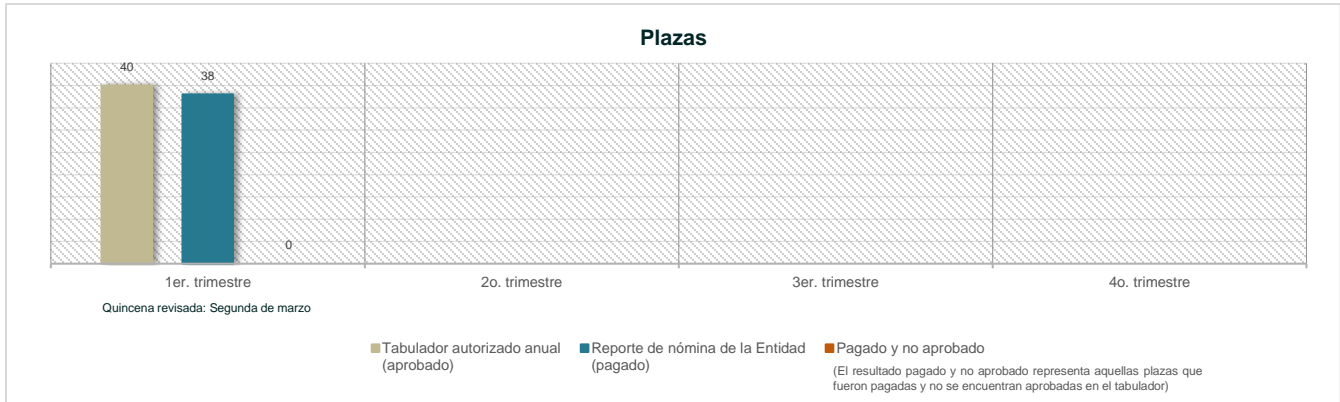 Plazas
40
38
0
1er. trimestre
2o. trimestre
3er. trimestre
4o. trimestre
Quincena revisada: Segunda de marzo
Tabulador autorizado anual
(aprobado)
Reporte de nómina de la Entidad
(pagado)
Pagado y no aprobado
(El resultado pagado y no aprobado representa aquellas plazas que
fueron pagadas y no se encuentran aprobadas en el tabulador)